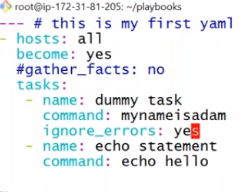 root@ip-172-31-81-205: ~/playbooks
--- # this is my first yaml
- hosts: all
  become: yes
  #gather_facts: no
  tasks:
   - name: dummy task
     command: mynameisadam
     ignore_errors: yes
   - name: echo statement
     command: echo hello